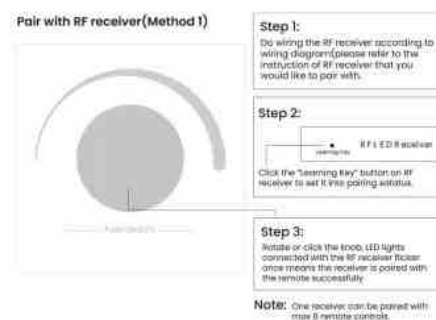 Pair with RF receiver(Method 1)
Step 1:
Do wiring the RF receiver according to
wiring diagram(please refer to the
instruction of RF receiver that you
would like to pair with.
Step 2:
RF LED Receiver
Learning Key
Click the "Learning Key" button on RF
receiver to set it into pairing satatus.
Step 3:
Rotate or click the knob, LED lights
connected with the RF receiver flicker
once means the receiver is paired with
the remote successfully
Note: One receiver can be paired with
max 8 remote controls.